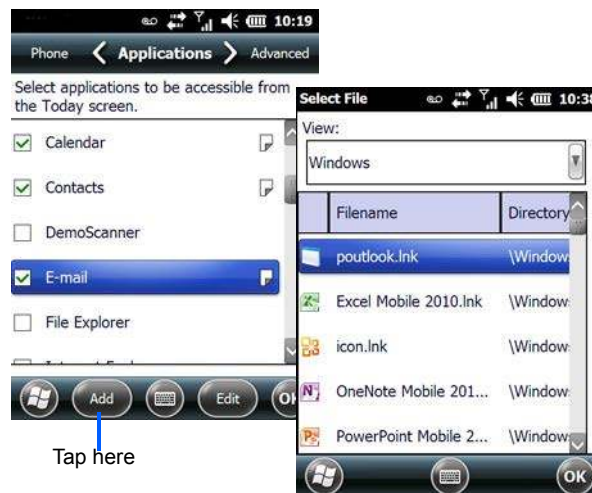 10:19
Phone Applications Advanced
Select applications to be accessible from
the Today screen.
Calendar
Contacts
DemoScanner
E-mail
File Explorer
Add Edit
Tap here
Select File 10:38
View:
Windows
Filename Directory
poutlook.lnk \Window
Excel Mobile 2010.lnk \Window
icon.lnk \Window
OneNote Mobile 201... \Window
PowerPoint Mobile 2... \Window
OK